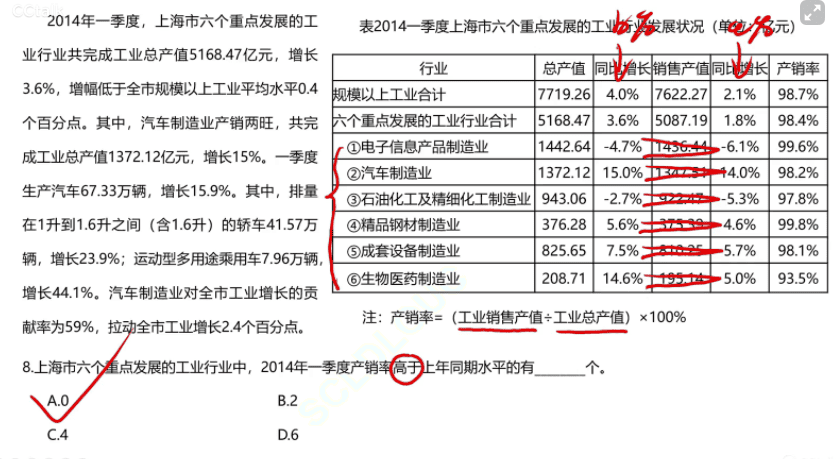 2014年一季度，上海市六个重点发展的工
业行业共完成工业总产值5168.47亿元，增长
3.6%，增幅低于全市规模以上工业平均水平0.4
个百分点。其中，汽车制造业产销两旺，共完
成工业总产值1372.12亿元，增长15%。一季度
生产汽车67.33万辆，增长15.9%。其中，排量
在1升到1.6升之间（含1.6升）的轿车41.57万
辆，增长23.9%；运动型多用途乘用车7.96万辆，
增长44.1%。汽车制造业对全市工业增长的贡
献率为59%，拉动全市工业增长2.4个百分点。
表2014一季度上海市六个重点发展的工业行业发展状况（单位：亿元）
b% a%
行业 总产值 同比增长 销售产值 同比增长 产销率
规模以上工业合计 7719.26 4.0% 7622.27 2.1% 98.7%
六个重点发展的工业行业合计 5168.47 3.6% 5087.19 1.8% 98.4%
①电子信息产品制造业 1442.64 -4.7% 1436.44 -6.1% 99.6%
②汽车制造业 1372.12 15.0% 1347.51 14.0% 98.2%
③石油化工及精细化工制造业 943.06 -2.7% 922.47 -5.3% 97.8%
④精品钢材制造业 376.28 5.6% 375.39 4.6% 99.8%
⑤成套设备制造业 825.65 7.5% 810.25 5.7% 98.1%
⑥生物医药制造业 208.71 14.6% 195.14 5.0% 93.5%
注：产销率=（工业销售产值÷工业总产值）×100%
8.上海市六个重点发展的工业行业中，2014年一季度产销率高于上年同期水平的有______个。
A.0 B.2
C.4 D.6